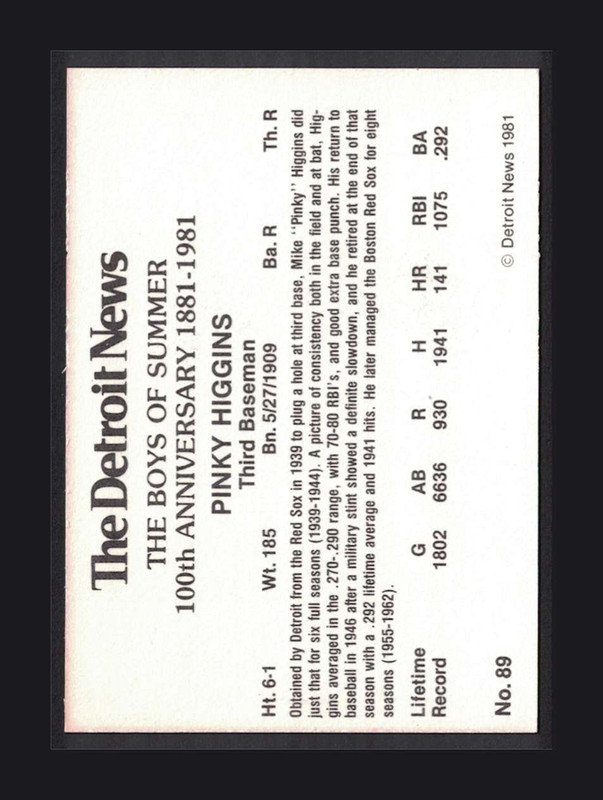 The Detroit News
THE BOYS OF SUMMER
100th ANNIVERSARY 1881-1981
PINKY HIGGINS
Third Baseman
Ht. 6-1 Wt. 185 Bn. 5/27/1909 Ba. R Th. R
Obtained by Detroit from the Red Sox in 1939 to plug a hole at third base, Mike "Pinky" Higgins did
just that for six full seasons (1939-1944). A picture of consistency both in the field and at bat, Hig-
gins averaged in the .270-.290 range, with 70-80 RBI's, and good extra base punch. His return to
baseball in 1946 after a military stint showed a definite slowdown, and he retired at the end of that
season with a .292 lifetime average and 1941 hits. He later managed the Boston Red Sox for eight
seasons (1955-1962).
Lifetime G AB R H HR RBI BA
Record 1802 6636 930 1941 141 1075 .292
No. 89 © Detroit News 1981